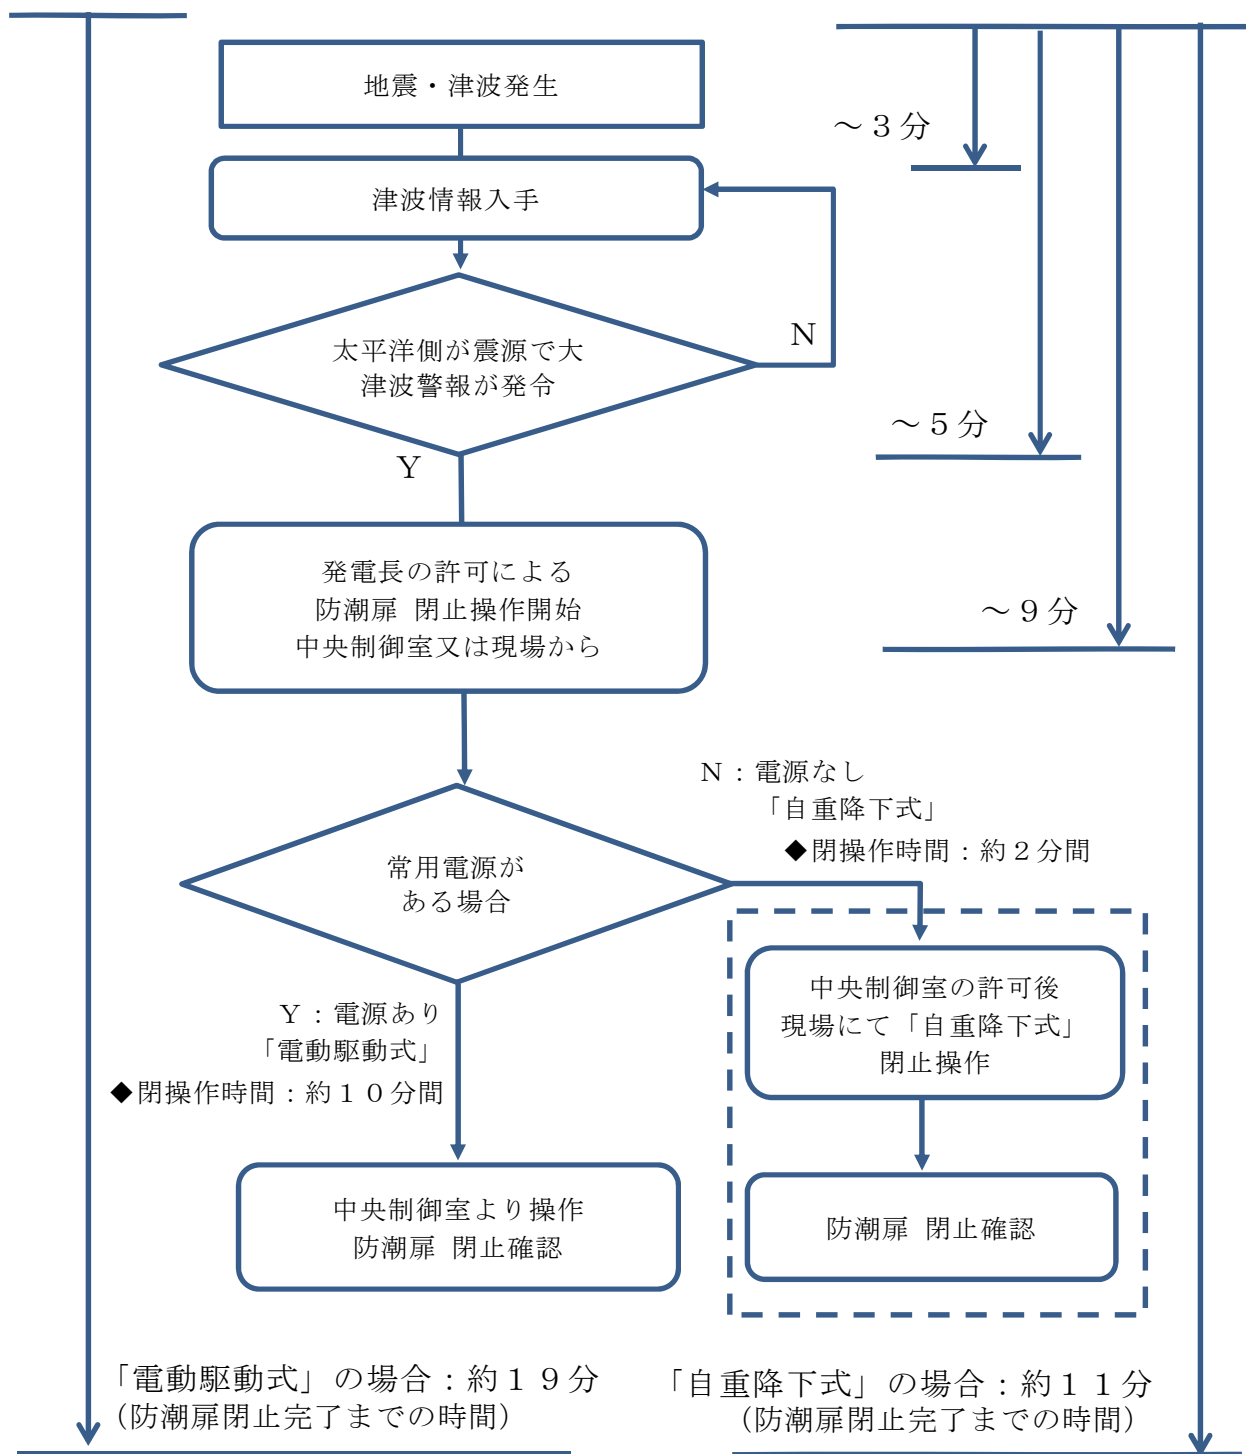 地震・津波発生
～３分
津波情報入手
太平洋側が震源で大
津波警報が発令
Ｎ
～５分
Ｙ
発電長の許可による
防潮扉 閉止操作開始
中央制御室又は現場から
～９分
Ｎ：電源なし
「自重降下式」
◆閉操作時間：約２分間
常用電源が
ある場合
Ｙ：電源あり
「電動駆動式」
◆閉操作時間：約１０分間
中央制御室の許可後
現場にて「自重降下式」
閉止操作
中央制御室より操作
防潮扉 閉止確認
防潮扉 閉止確認
「電動駆動式」の場合：約１９分
（防潮扉閉止完了までの時間）
「自重降下式」の場合：約１１分
（防潮扉閉止完了までの時間）